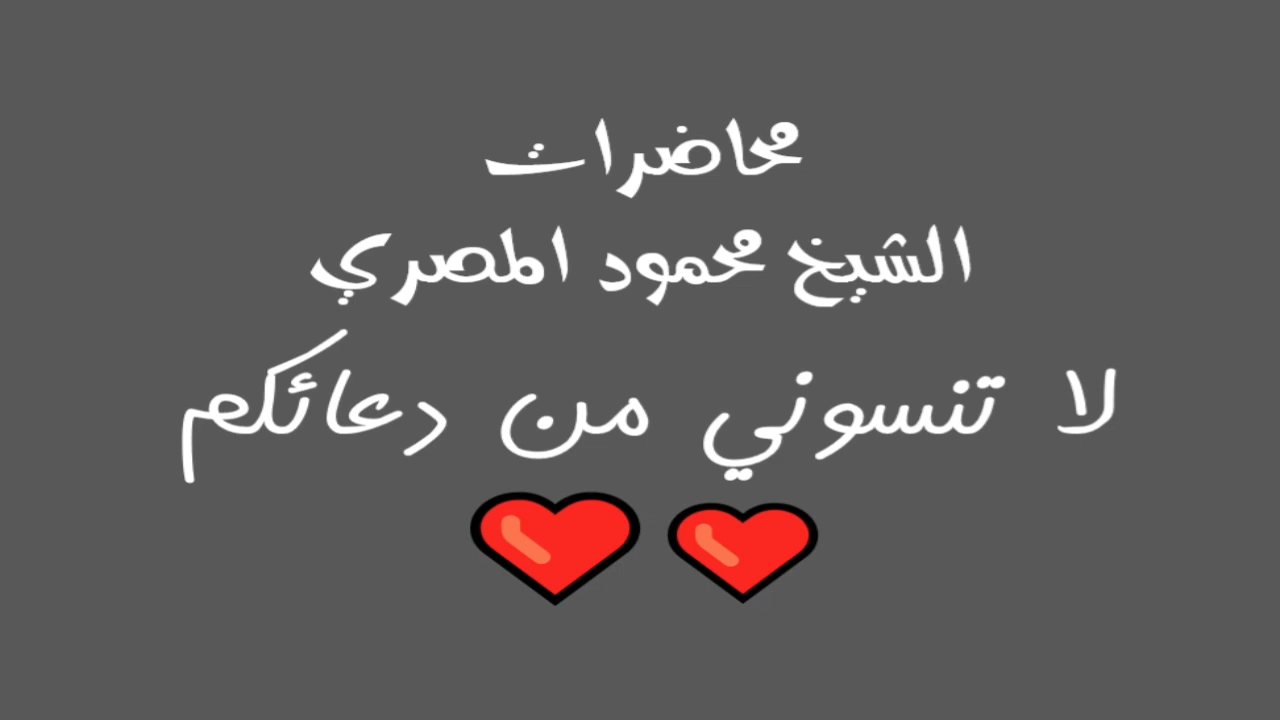 محاضرات
الشيخ محمود المصري
لا تنسوني من دعائكم